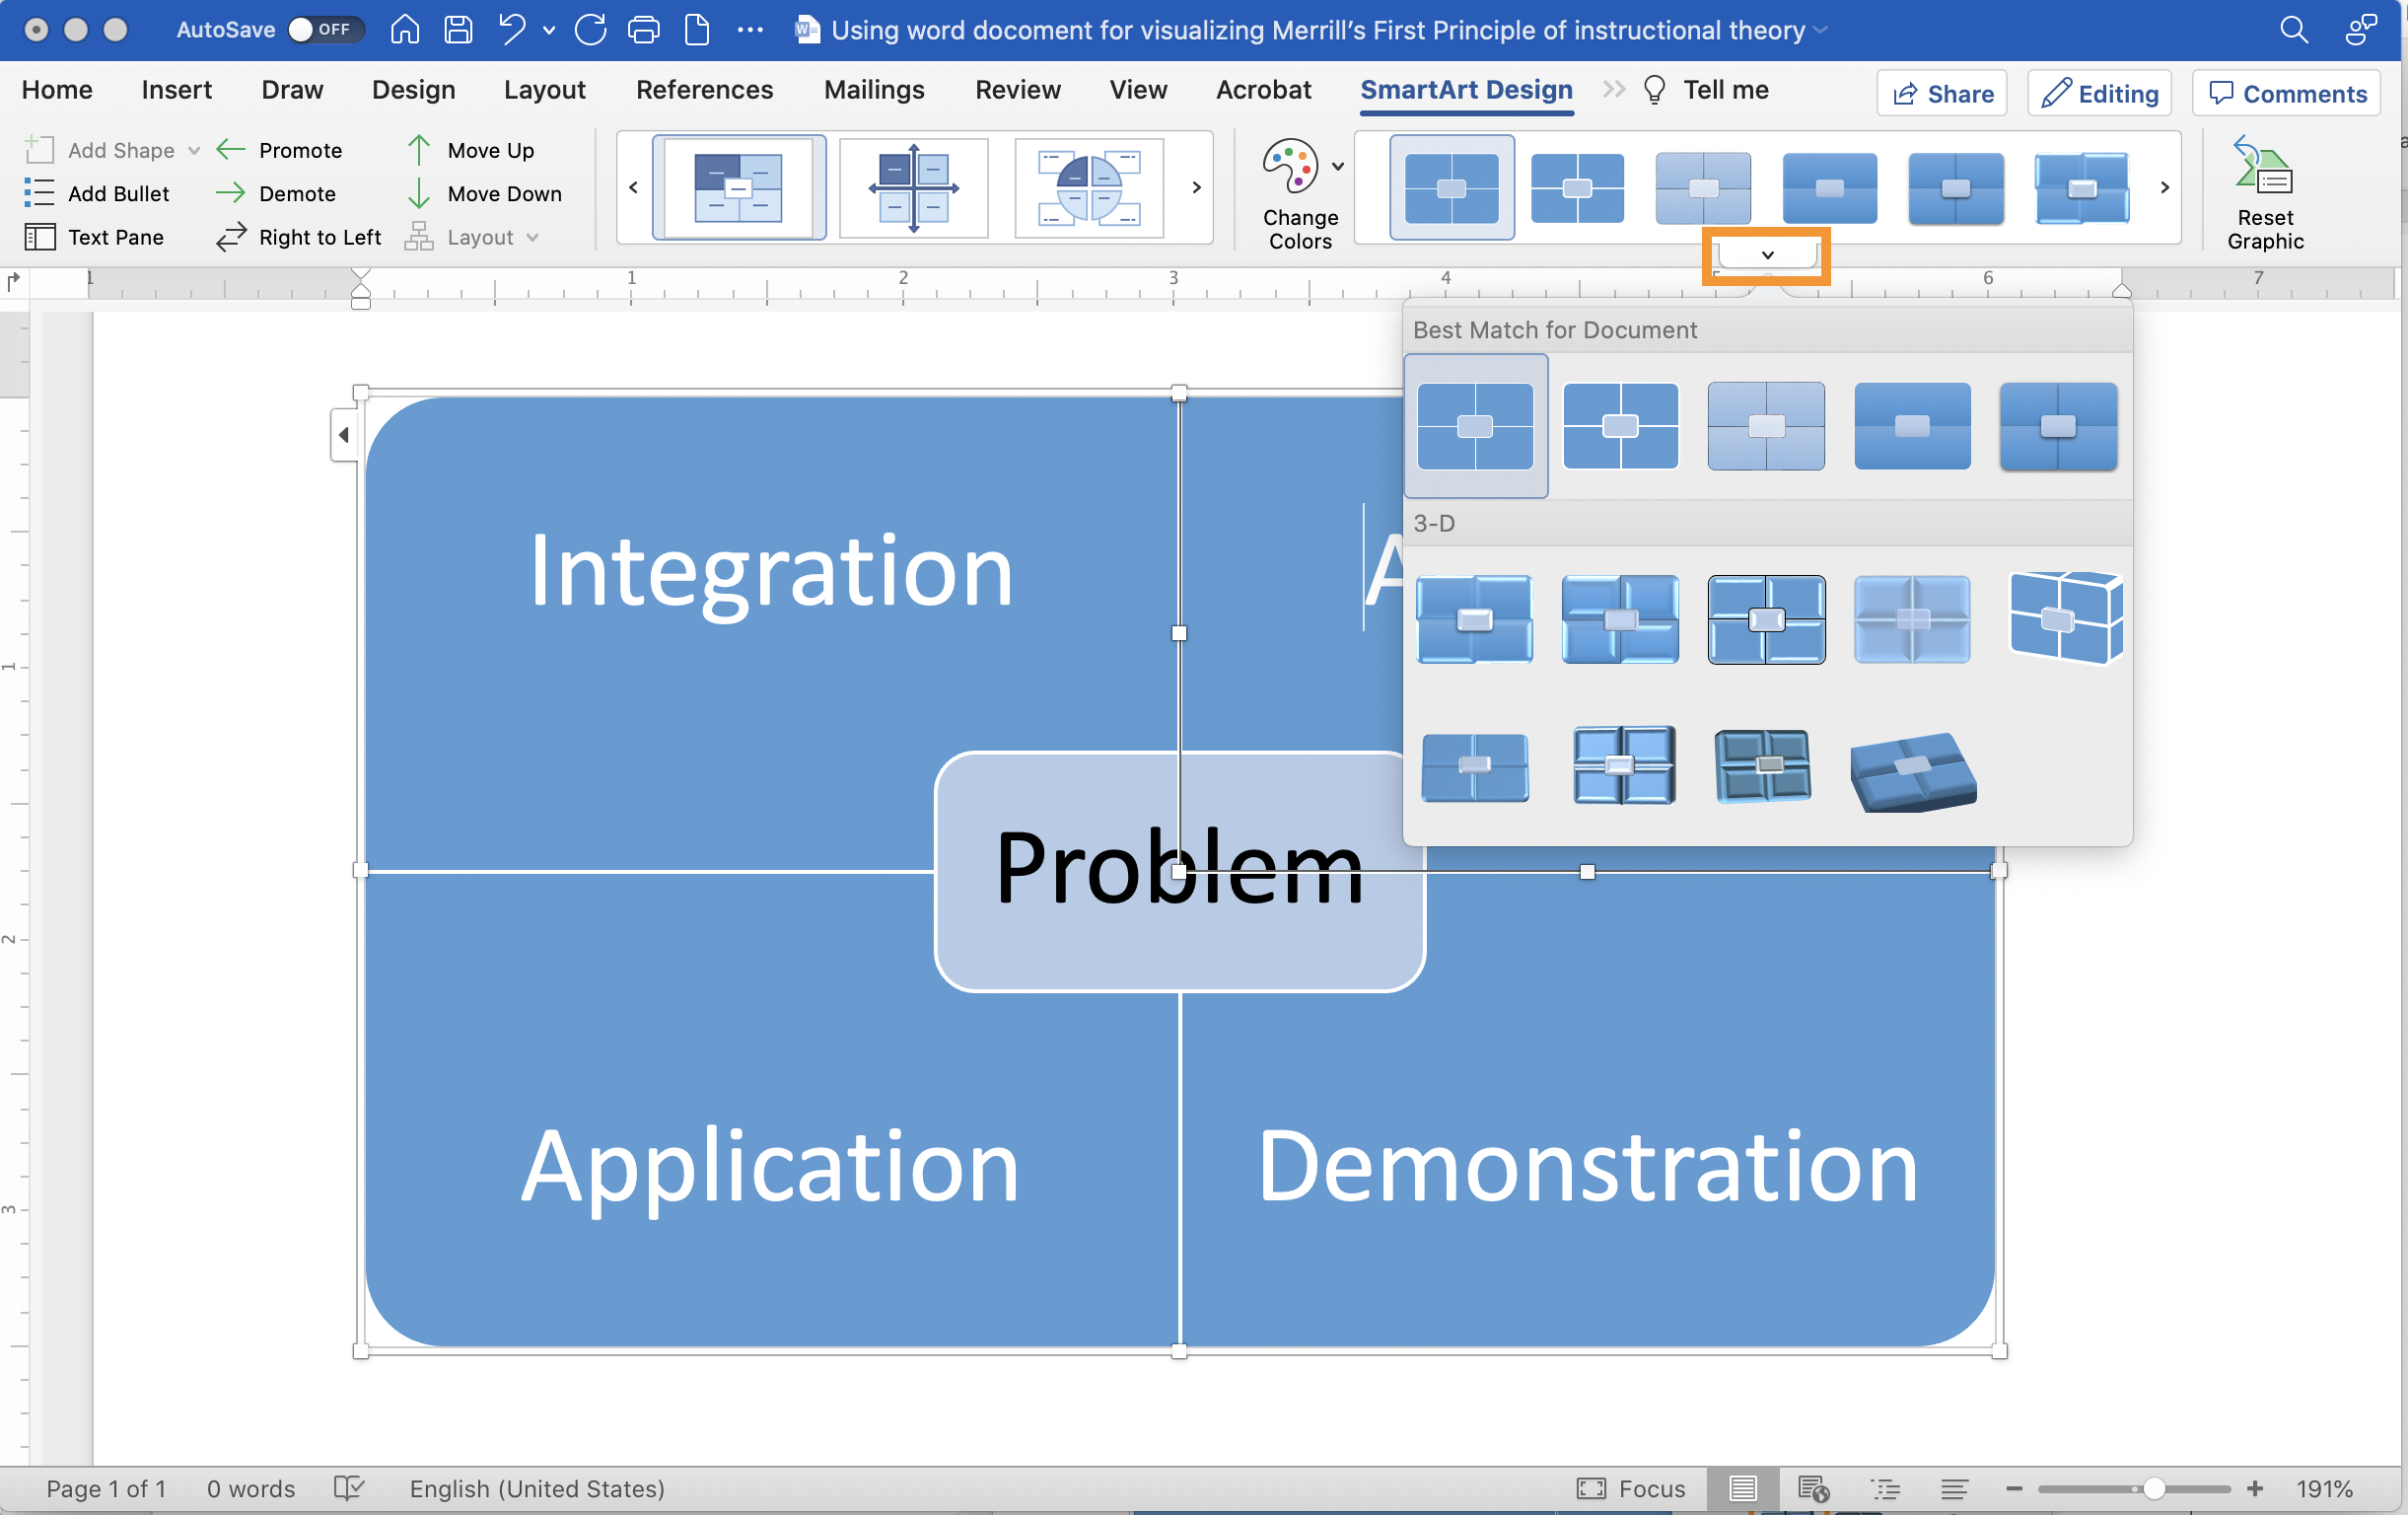 AutoSave OFF Using word docoment for visualizing Merrill's First Principle of instructional theory
Home Insert Draw Design Layout References Mailings Review View Acrobat SmartArt Design Tell me Share Editing Comments
Add Shape Promote Move Up
Add Bullet Demote Move Down
Text Pane Right to Left Layout
Change
Colors
Reset
Graphic
1 1 2 3 4 5 6 7
Best Match for Document
3-D
Integration
A
Problem
Application
Demonstration
1
2
3
Page 1 of 1 0 words English (United States) Focus 191%